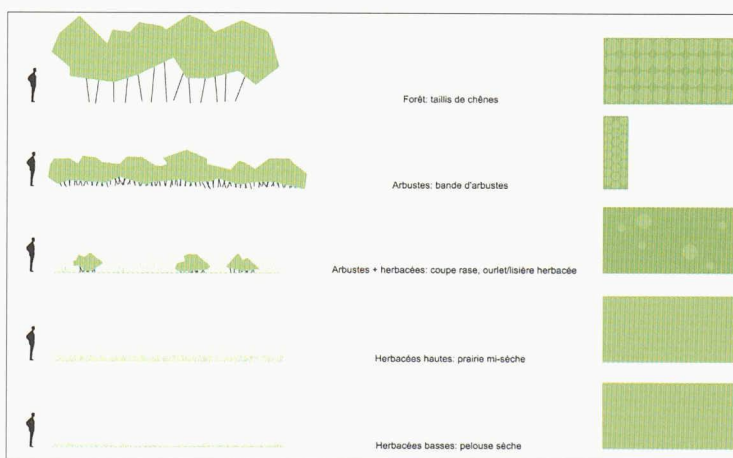 Forêt: taillis de chênes
Arbustes: bande d'arbustes
Arbustes + herbacées: coupe rase, ourlet/lisière herbacée
Herbacées hautes: prairie mi-sèche
Herbacées basses: pelouse sèche